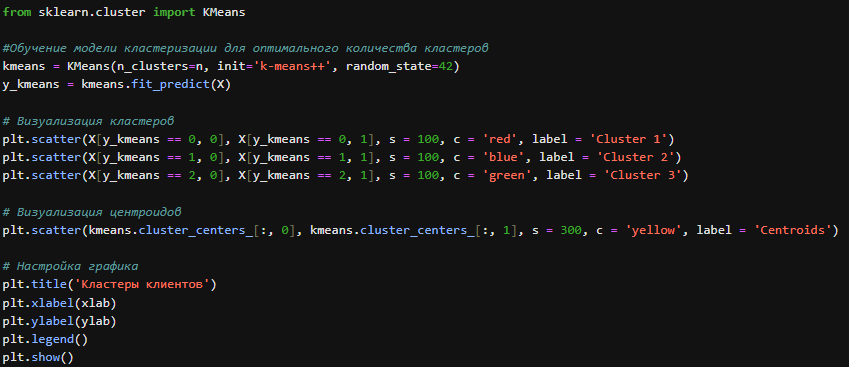 from sklearn.cluster import KMeans
#Обучение модели кластеризации для оптимального количества кластеров
kmeans = KMeans(n_clusters=n, init='k-means++', random_state=42)
y_kmeans = kmeans.fit_predict(X)
# Визуализация кластеров
plt.scatter(X[y_kmeans == 0, 0], X[y_kmeans == 0, 1], s = 100, c = 'red', label = 'Cluster 1')
plt.scatter(X[y_kmeans == 1, 0], X[y_kmeans == 1, 1], s = 100, c = 'blue', label = 'Cluster 2')
plt.scatter(X[y_kmeans == 2, 0], X[y_kmeans == 2, 1], s = 100, c = 'green', label = 'Cluster 3')
# Визуализация центроидов
plt.scatter(kmeans.cluster_centers_[:, 0], kmeans.cluster_centers_[:, 1], s = 300, c = 'yellow', label = 'Centroids')
# Настройка графика
plt.title('Кластеры клиентов')
plt.xlabel(xlab)
plt.ylabel(ylab)
plt.legend()
plt.show()